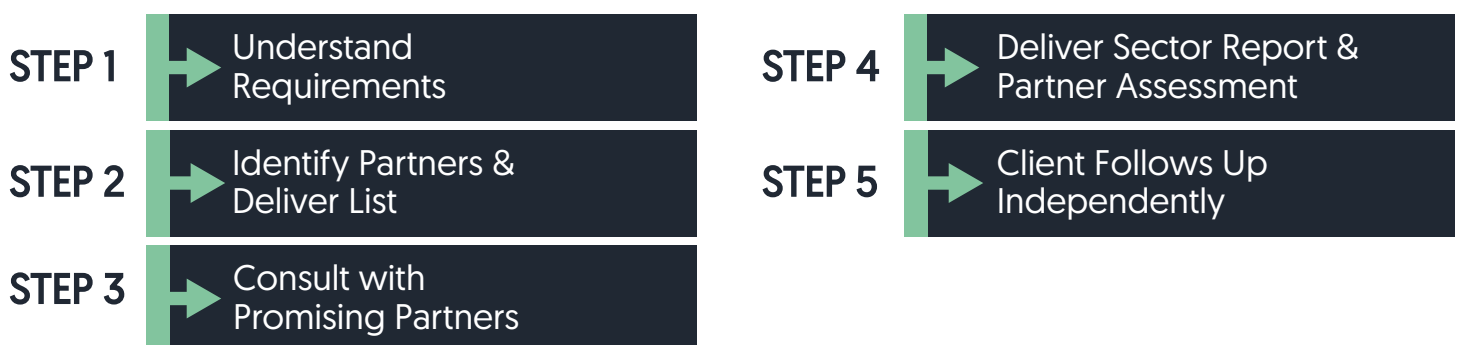 STEP 1
Understand
Requirements
STEP 2
Identify Partners &
Deliver List
STEP 3
Consult with
Promising Partners
STEP 4
Deliver Sector Report &
Partner Assessment
STEP 5
Client Follows Up
Independently